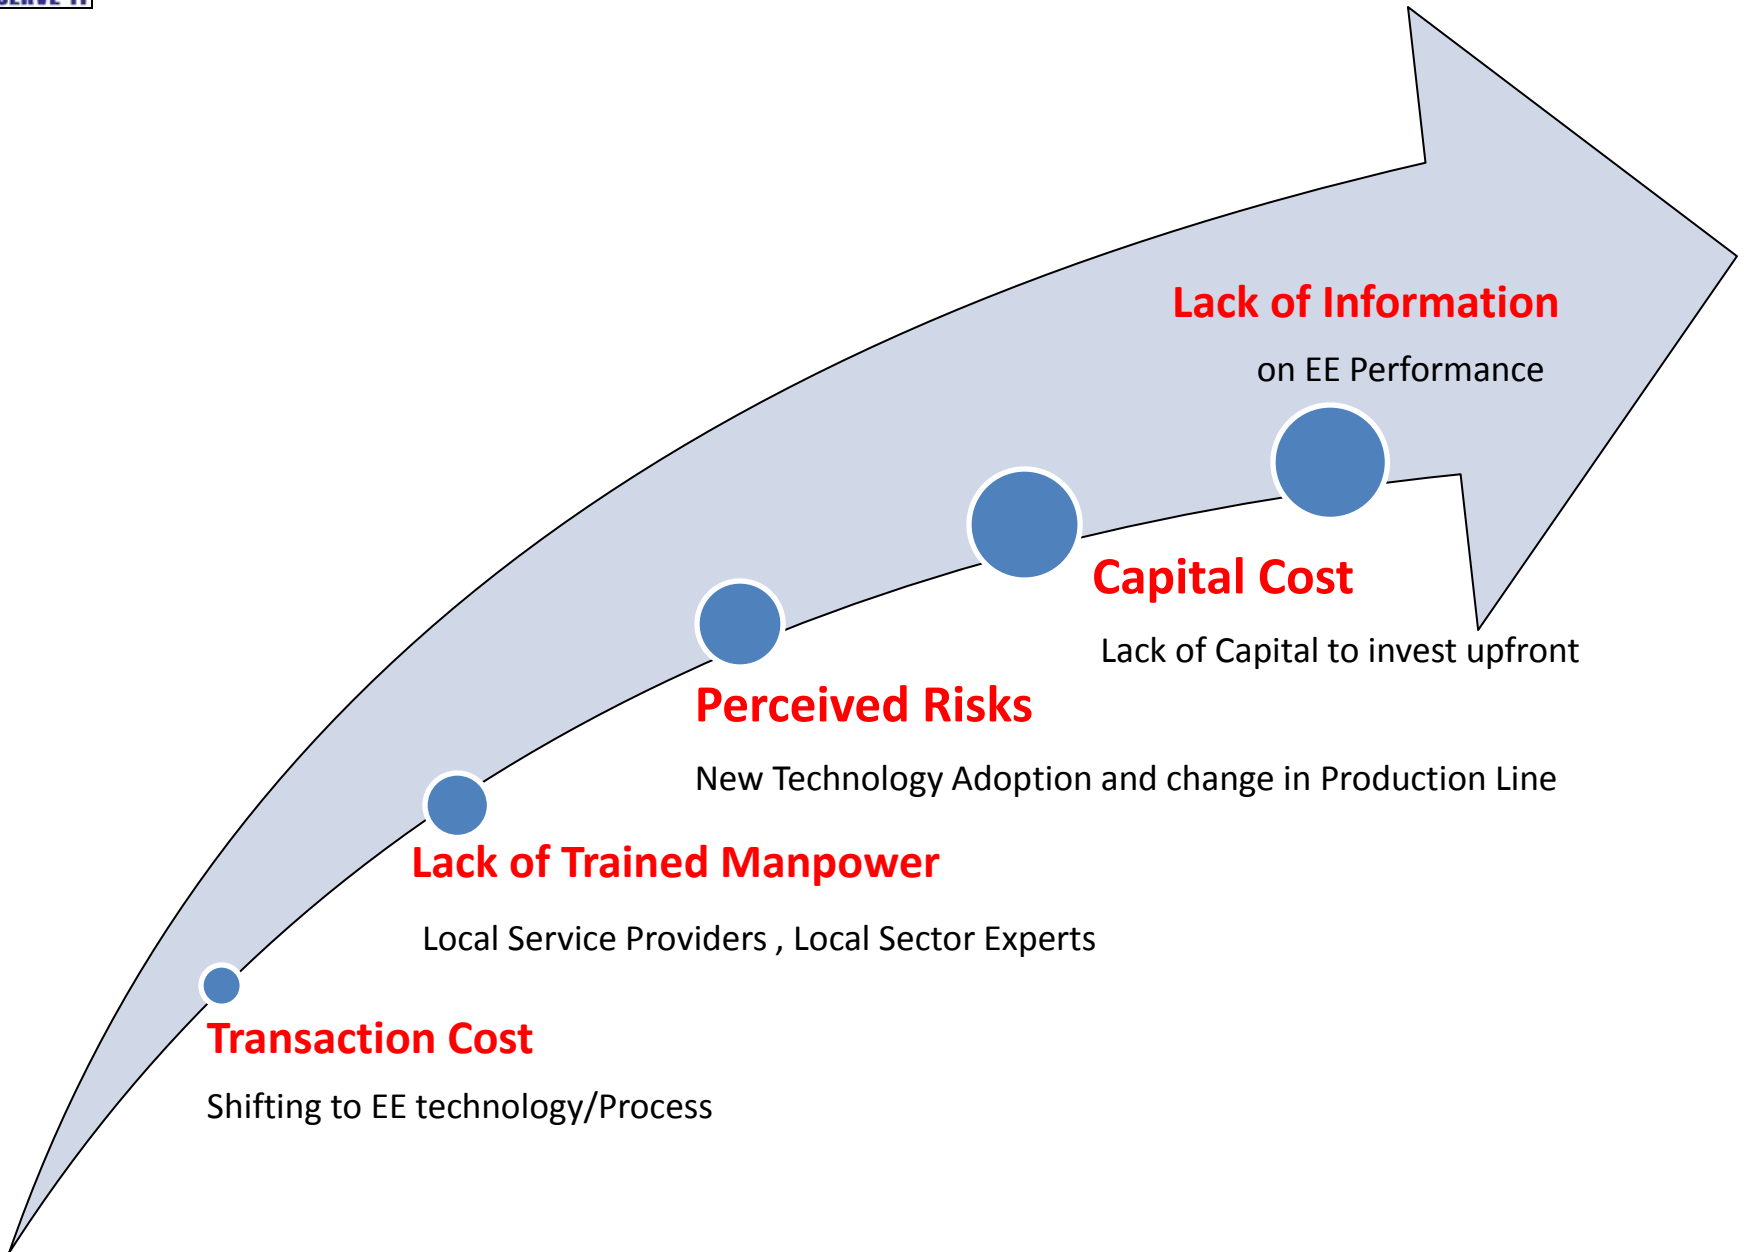 Lack of Information
on EE Performance
Capital Cost
Lack of Capital to invest upfront
Perceived Risks
New Technology Adoption and change in Production Line
Lack of Trained Manpower
Local Service Providers , Local Sector Experts
Transaction Cost
Shifting to EE technology/Process